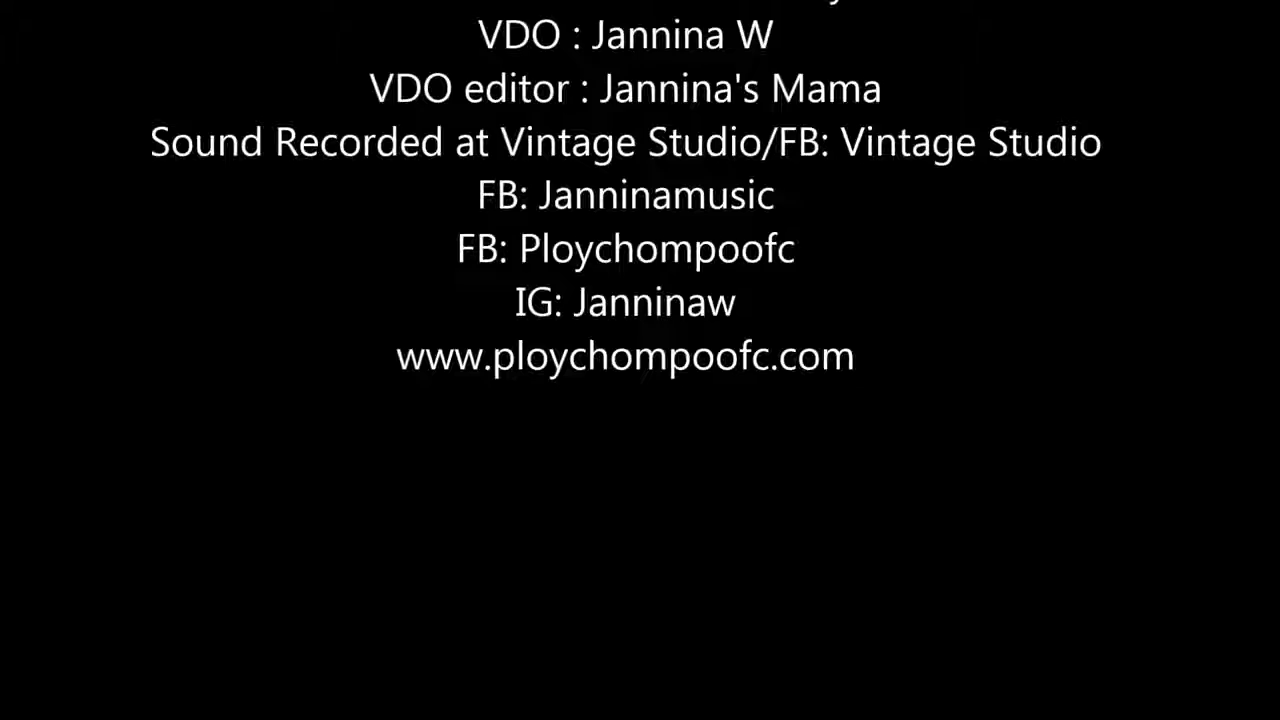 VDO : Jannina W
VDO editor : Jannina's Mama
Sound Recorded at Vintage Studio/FB: Vintage Studio
FB: Janninamusic
FB: Ploychompoofc
IG: Janninaw
www.ploychompoofc.com